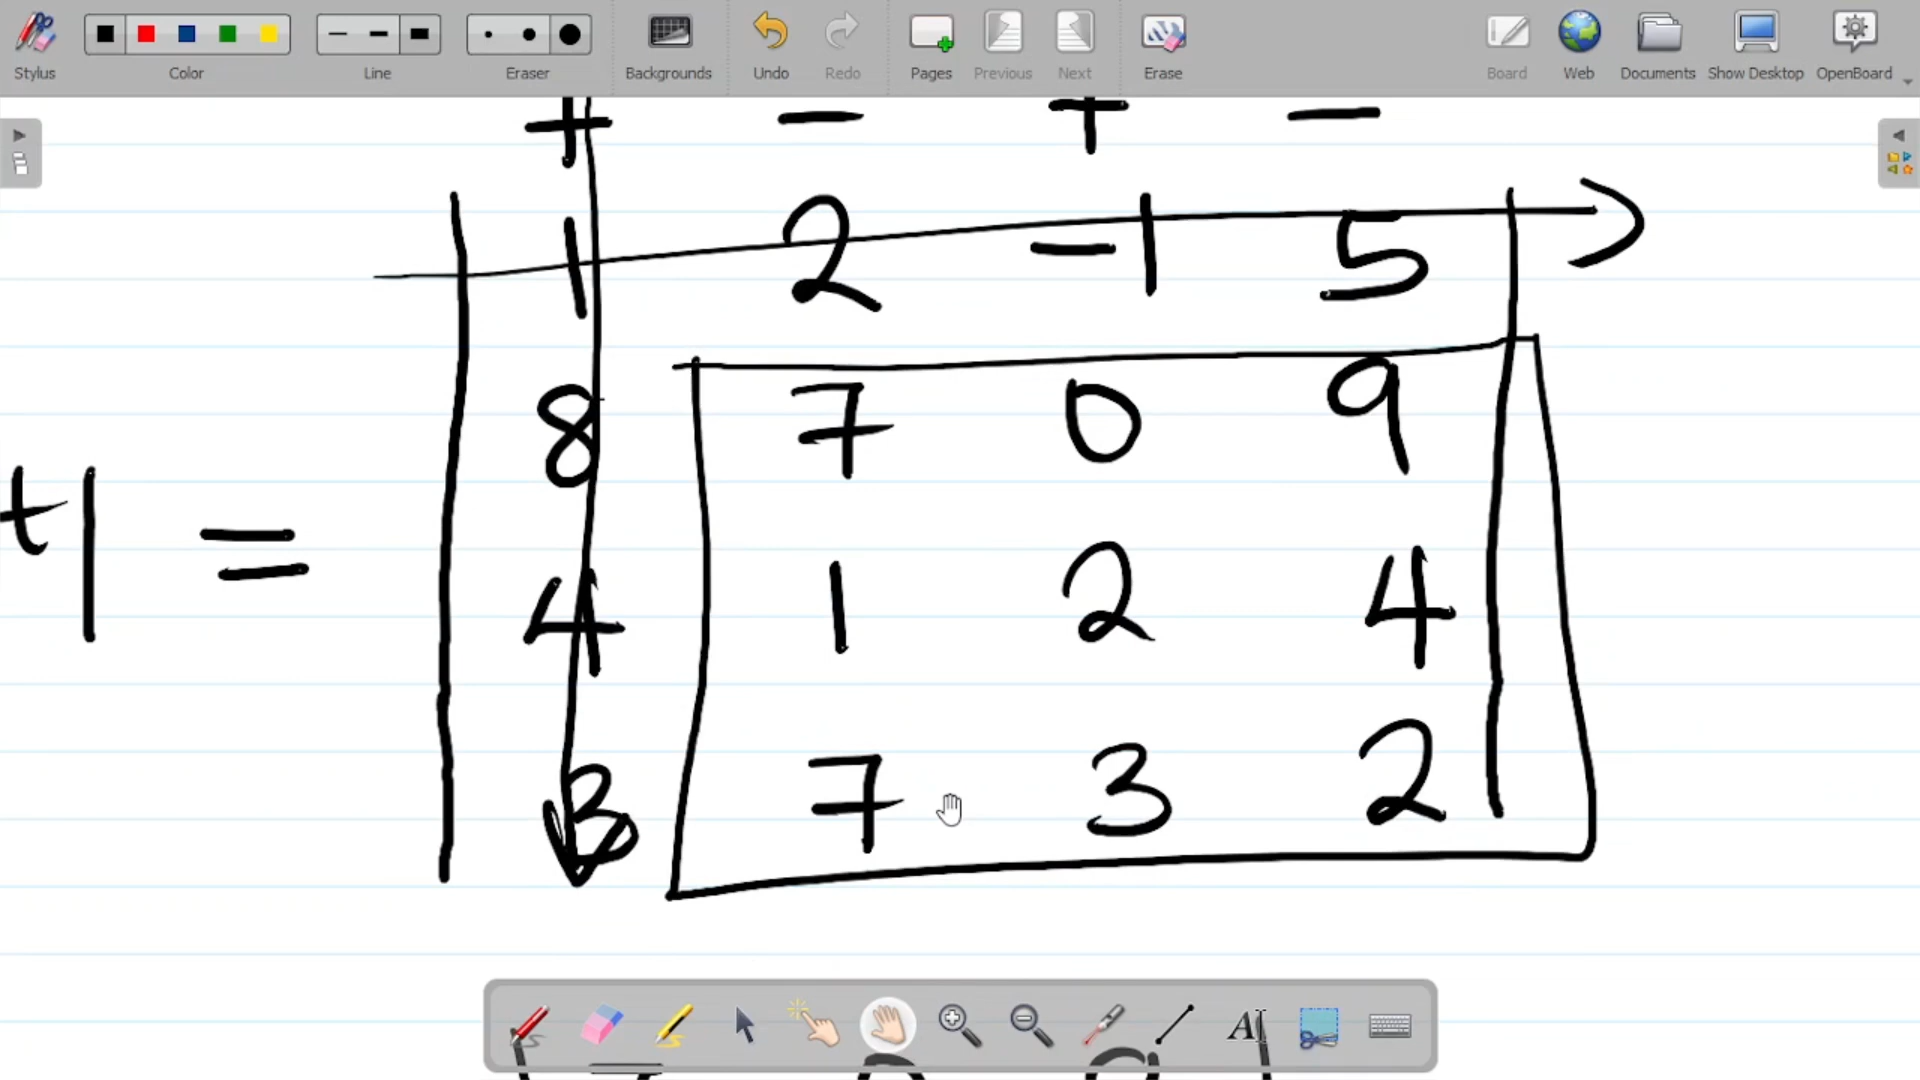 Stylus Color Line Eraser Backgrounds Undo Redo Pages Previous Next Erase Board Web Documents Show Desktop OpenBoard
+ - + -
1 2 -1 5
8 7 0 9
t| =
4 1 2 4
3 7 3 2